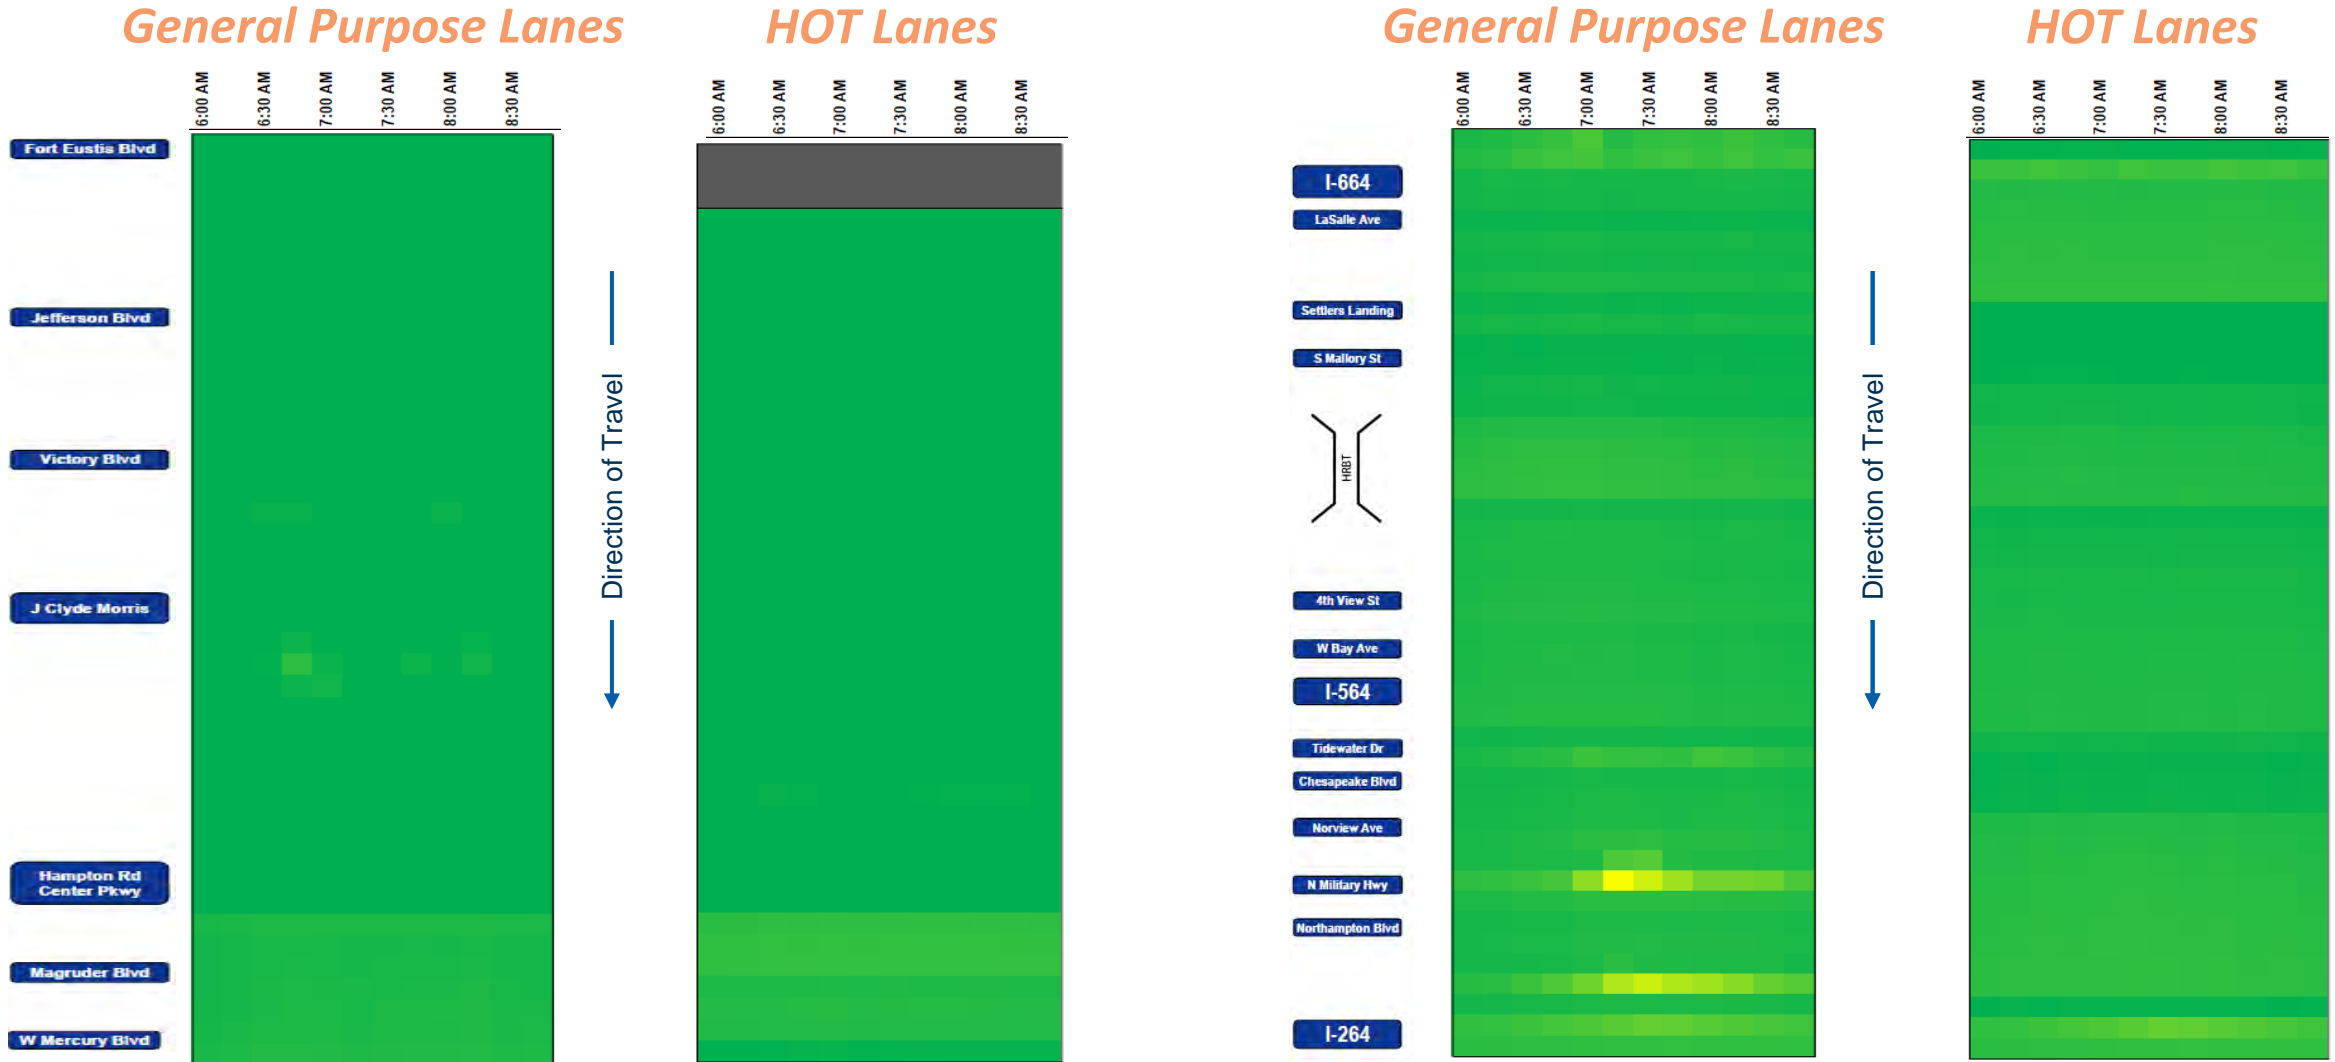 General Purpose Lanes
HOT Lanes
General Purpose Lanes
HOT Lanes
6:00 AM
6:30 AM
7:00 AM
7:30 AM
8:00 AM
8:30 AM
6:00 AM
6:30 AM
7:00 AM
7:30 AM
8:00 AM
8:30 AM
6:00 AM
6:30 AM
7:00 AM
7:30 AM
8:00 AM
8:30 AM
6:00 AM
6:30 AM
7:00 AM
7:30 AM
8:00 AM
8:30 AM
Fort Eustis Blvd
Jefferson Blvd
Victory Blvd
J Clyde Morris
Hampton Rd
Center Pkwy
Magruder Blvd
W Mercury Blvd
Direction of Travel
I-664
LaSalle Ave
Settlers Landing
S Mallory St
HRBT
4th View St
W Bay Ave
I-564
Tidewater Dr
Chesapeake Blvd
Norview Ave
N Military Hwy
Northampton Blvd
I-264
Direction of Travel